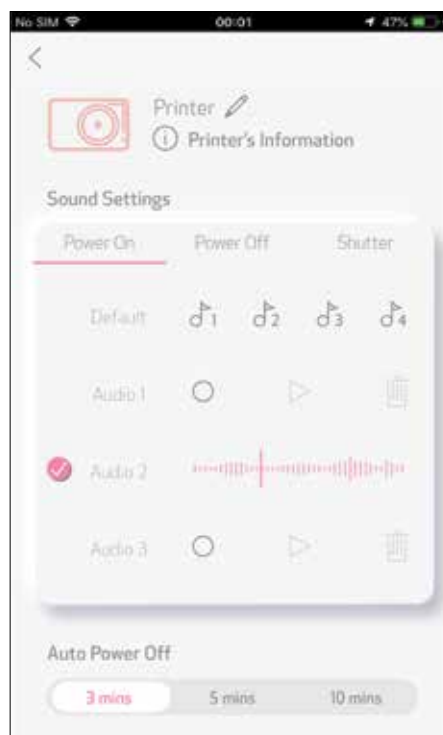 No SIM 00:01 47%
Printer
Printer's Information
Sound Settings
Power On Power Off Shutter
Default 1 2 3 4
Audio 1
Audio 2
Audio 3
Auto Power Off
3 mins 5 mins 10 mins